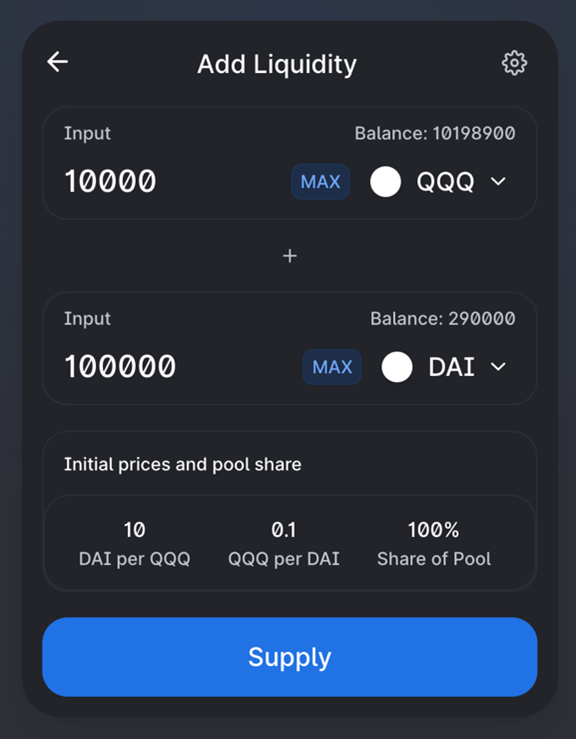 Add Liquidity
Input Balance: 10198900
10000 MAX QQQ
+
Input Balance: 290000
100000 MAX DAI
Initial prices and pool share
10 0.1 100%
DAI per QQQ QQQ per DAI Share of Pool
Supply